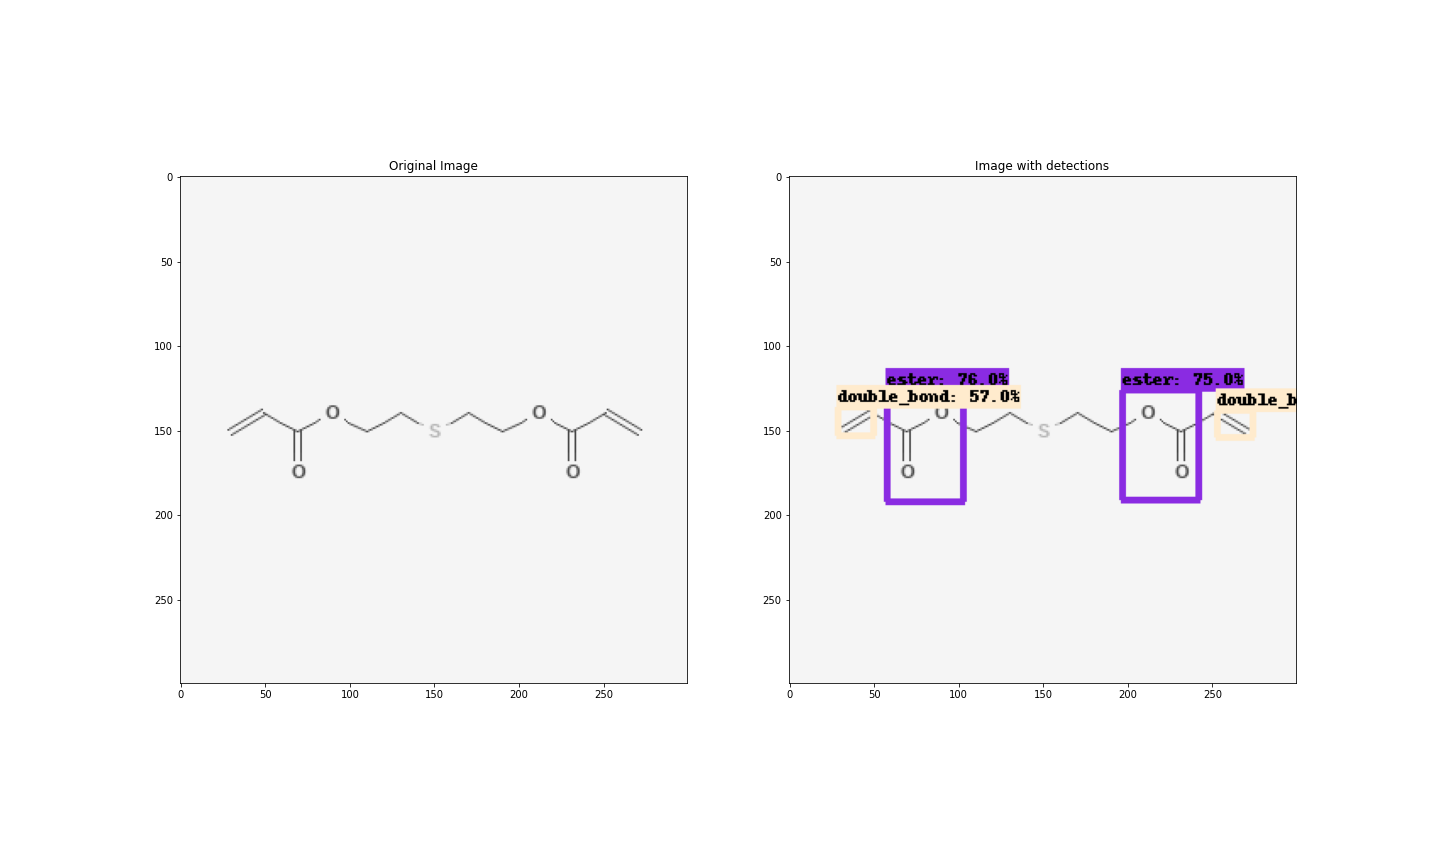 Original Image
0
50
100
150
200
250
0 50 100 150 200 250
O O
S
O O
Image with detections
0
50
100
150
200
250
0 50 100 150 200 250
ester: 76.0% ester: 75.0%
double_bond: 57.0% double_b
O O
S
O O